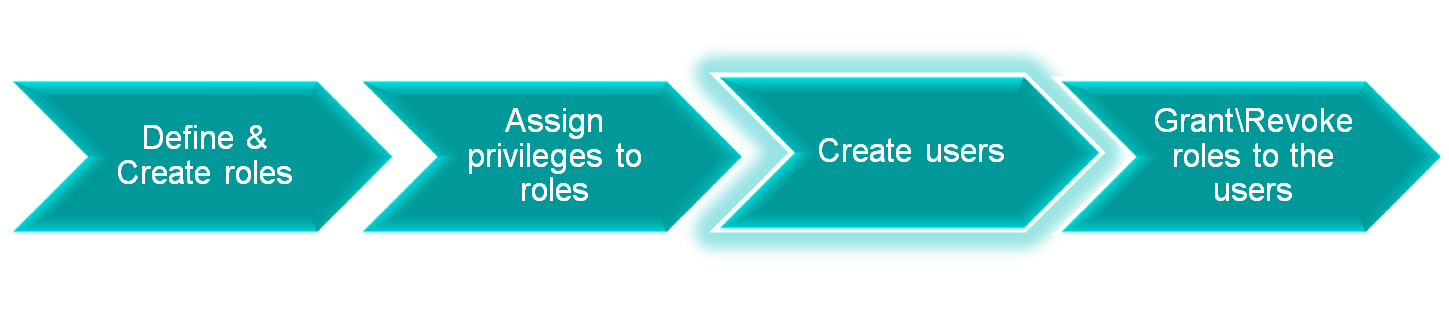 Define &
Create roles
Assign
privileges to
roles
Create users
Grant\Revoke
roles to the
users